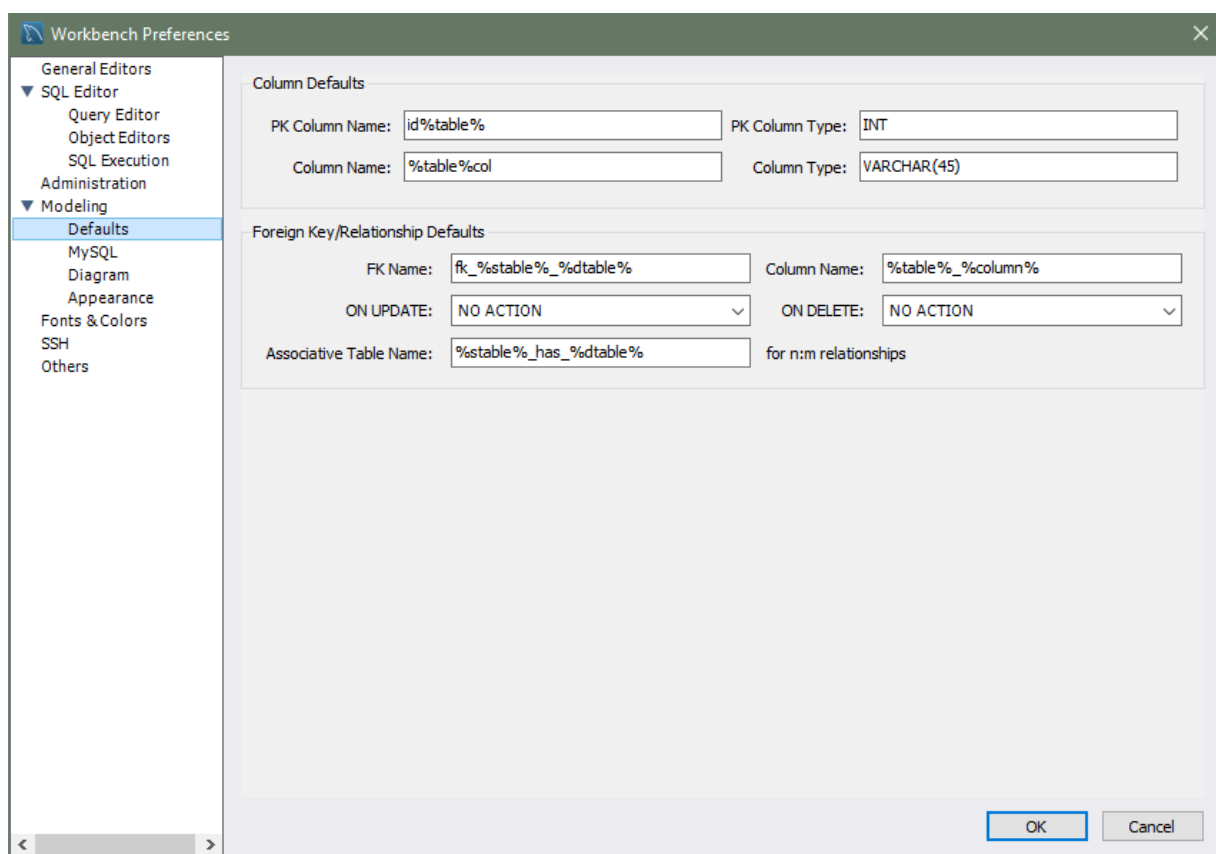 Workbench Preferences
General Editors
SQL Editor
Query Editor
Object Editors
SQL Execution
Administration
Modeling
Defaults
MySQL
Diagram
Appearance
Fonts & Colors
SSH
Others
Column Defaults
PK Column Name: id%table% PK Column Type: INT
Column Name: %table%col Column Type: VARCHAR(45)
Foreign Key/Relationship Defaults
FK Name: fk_%stable%_%dtable% Column Name: %table%_%column%
ON UPDATE: NO ACTION ON DELETE: NO ACTION
Associative Table Name: %stable%_has_%dtable% for n:m relationships
OK Cancel